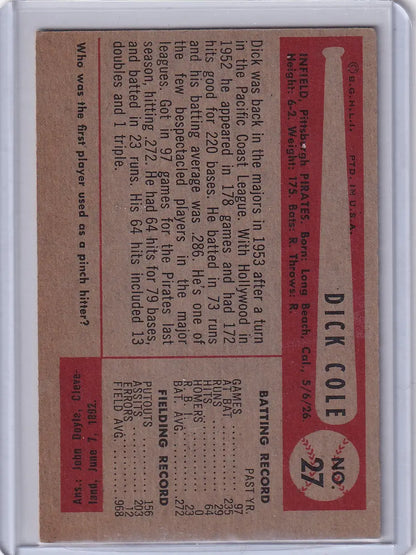 © B.G.H.L.I. PTD. IN U.S.A.
DICK COLE
NO.
27
INFIELD, Pittsburgh PIRATES. Born: Long Beach, Cal., 5/6/26.
Height: 6-2. Weight: 175. Bats: R. Throws: R.
Dick was back in the majors in 1953 after a turn
in the Pacific Coast League. With Hollywood in
1952 he appeared in 178 games and had 172
hits good for 220 bases. He batted in 73 runs
and his batting average was .286. He's one of
the few bespectacled players in the major
leagues. Got in 97 games for the Pirates last
season, hitting .272. He had 64 hits for 79 bases,
and batted in 23 runs. His 64 hits included 13
doubles and 1 triple.
BATTING RECORD
PAST YR.
GAMES ... 97
AT BAT ... 235
RUNS ... 29
HITS ... 64
HOMERS ... 0
R. B. I. ... 23
BAT. AVG. ... .272
FIELDING RECORD
PUTOUTS ... 156
ASSISTS ... 203
ERRORS ... 12
FIELD AVG. ... .968
Who was the first player used as a pinch hitter?
Ans.: John Doyle, Cleve-
land, June 7, 1892.